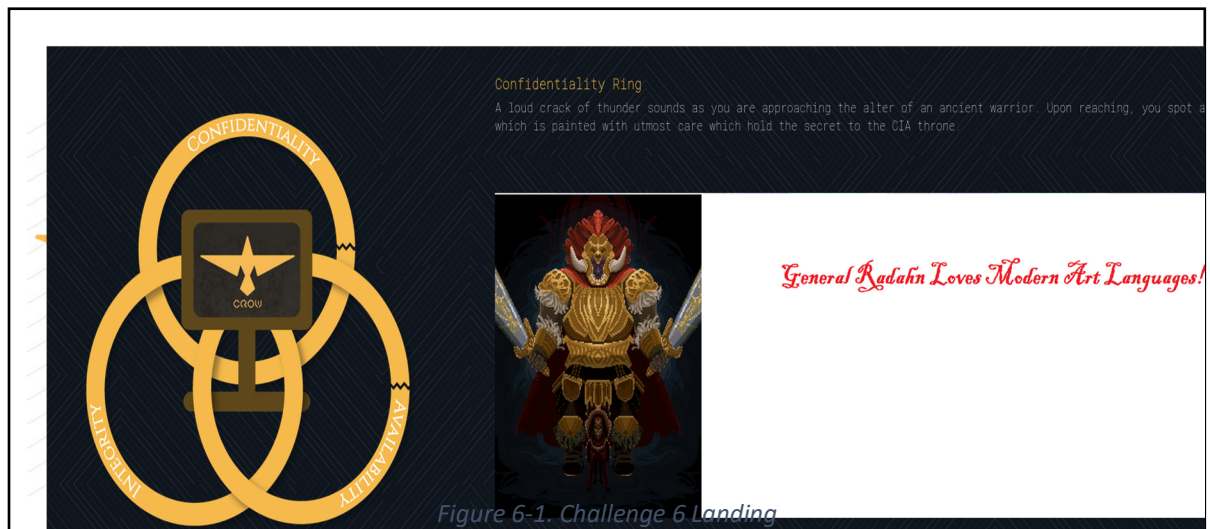 Confidentiality Ring
A loud crack of thunder sounds as you are approaching the alter of an ancient warrior. Upon reaching, you spot a
which is painted with utmost care which hold the secret to the CIA throne.
CONFIDENTIALITY
CROW
General Radahn Loves Modern Art Languages!
INTEGRITY
AVAILABILITY
Figure 6-1. Challenge 6 Landing